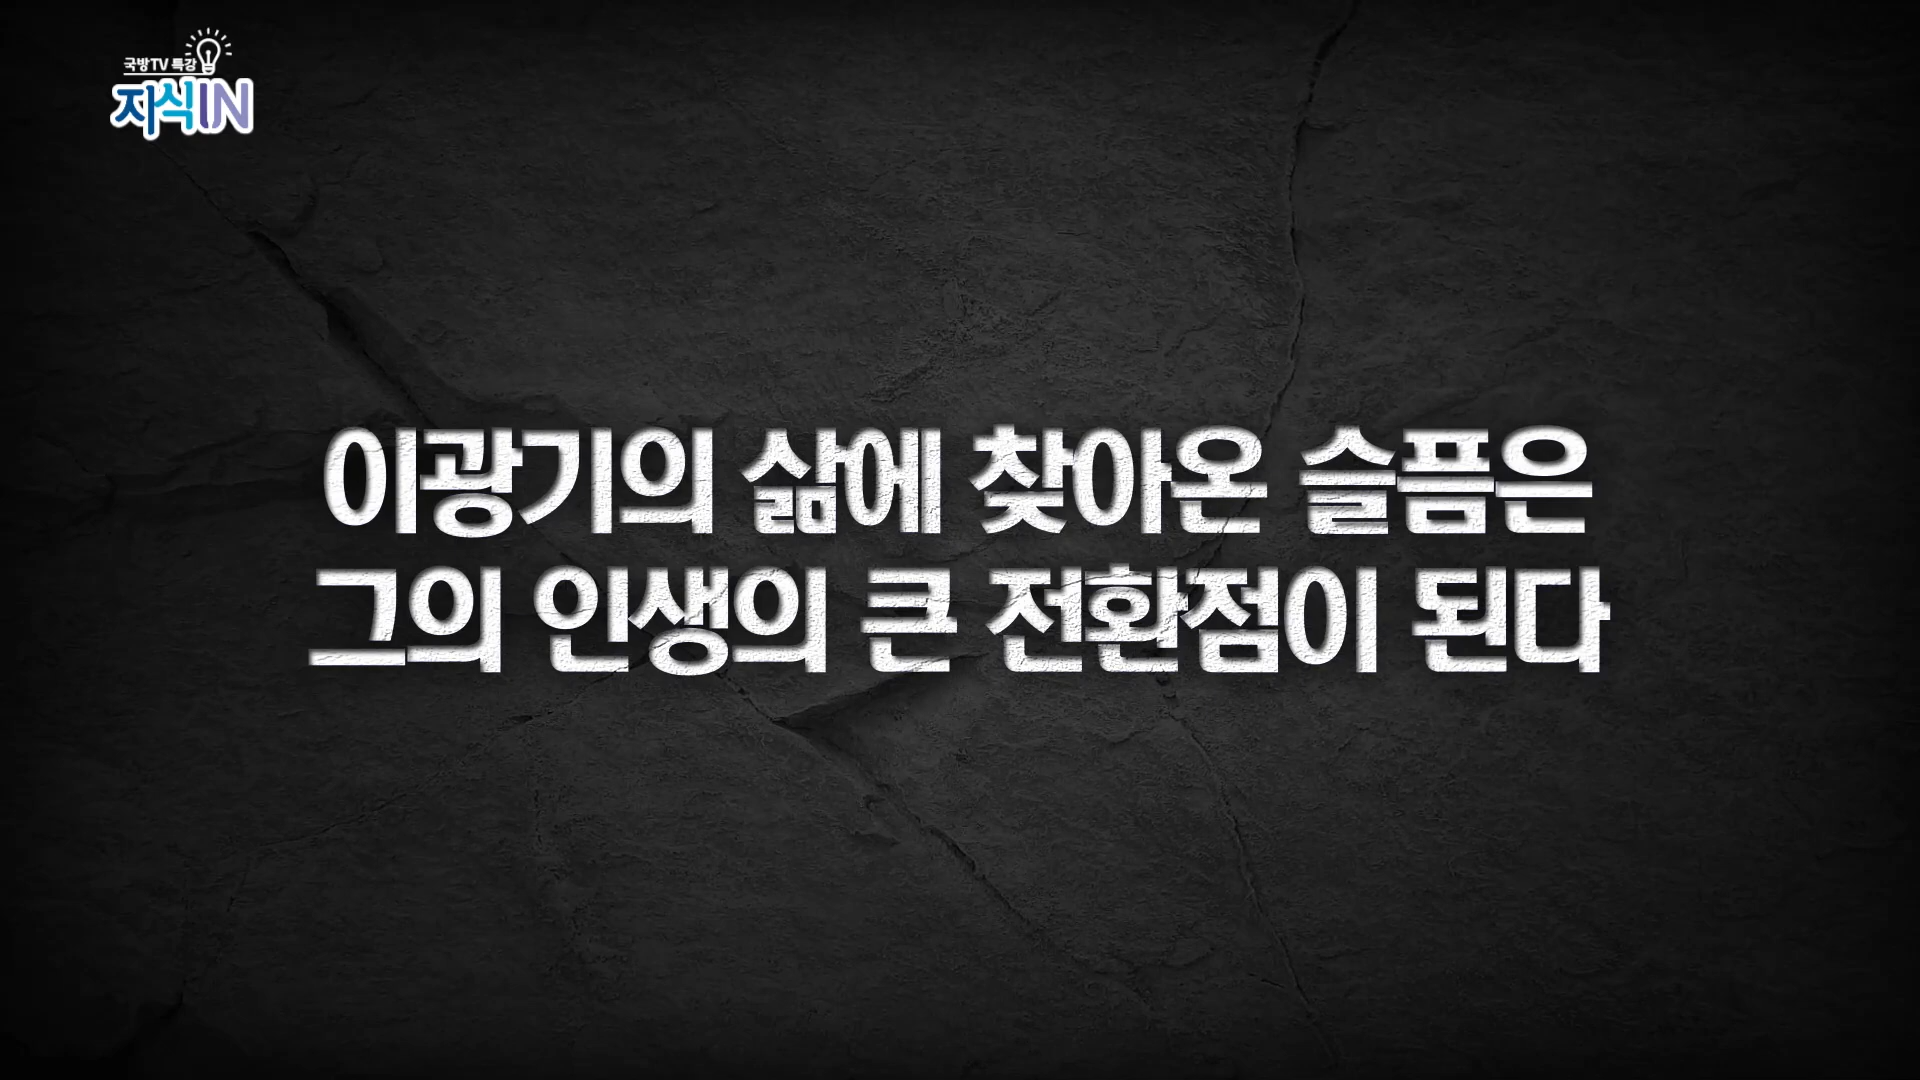 국방TV 특강
지식IN
이광기의 삶에 찾아온 슬픔은
그의 인생의 큰 전환점이 된다